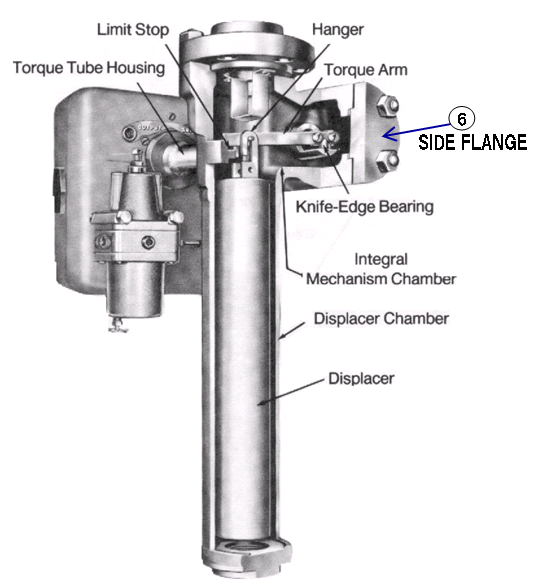 Limit Stop
Hanger
Torque Tube Housing
Torque Arm
6
SIDE FLANGE
Knife-Edge Bearing
Integral
Mechanism Chamber
Displacer Chamber
Displacer